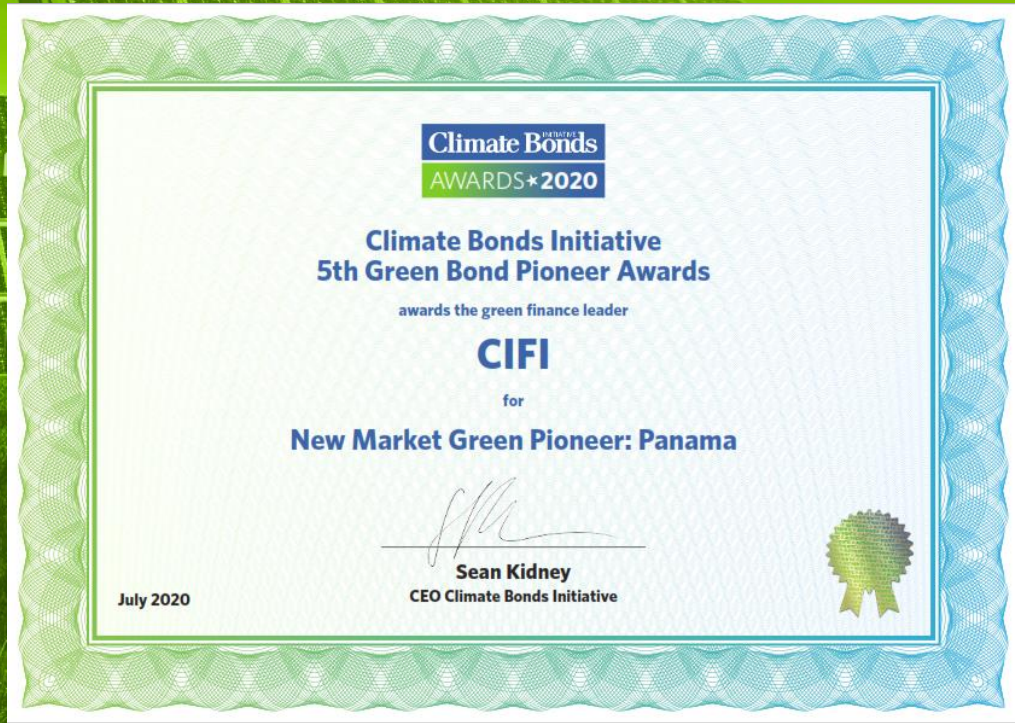 Climate Bonds INITIATIVE
AWARDS★2020
Climate Bonds Initiative
5th Green Bond Pioneer Awards
awards the green finance leader
CIFI
for
New Market Green Pioneer: Panama
Sean Kidney
CEO Climate Bonds Initiative
July 2020